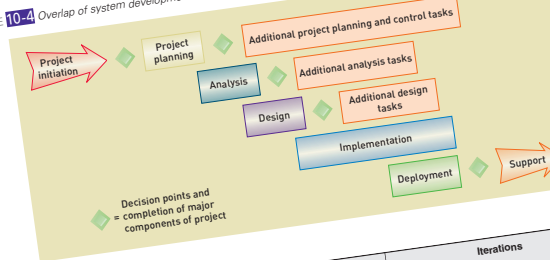 10-4 Overlap of system
Project
initiation
Project
planning
Additional project planning and control tasks
Analysis
Additional analysis tasks
Design
Additional design
tasks
Implementation
Deployment
Support
Decision points and
= completion of major
components of project
Iterations